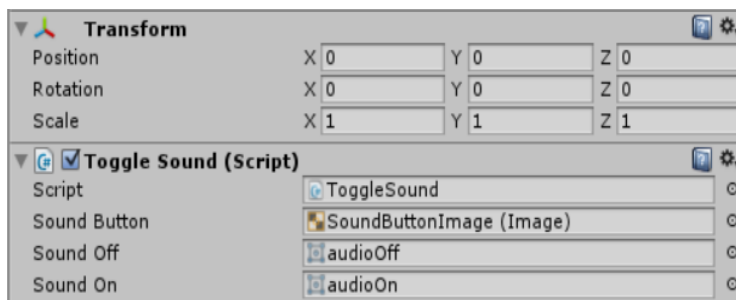 Transform
Position X 0 Y 0 Z 0
Rotation X 0 Y 0 Z 0
Scale X 1 Y 1 Z 1
Toggle Sound (Script)
Script ToggleSound
Sound Button SoundButtonImage (Image)
Sound Off audioOff
Sound On audioOn